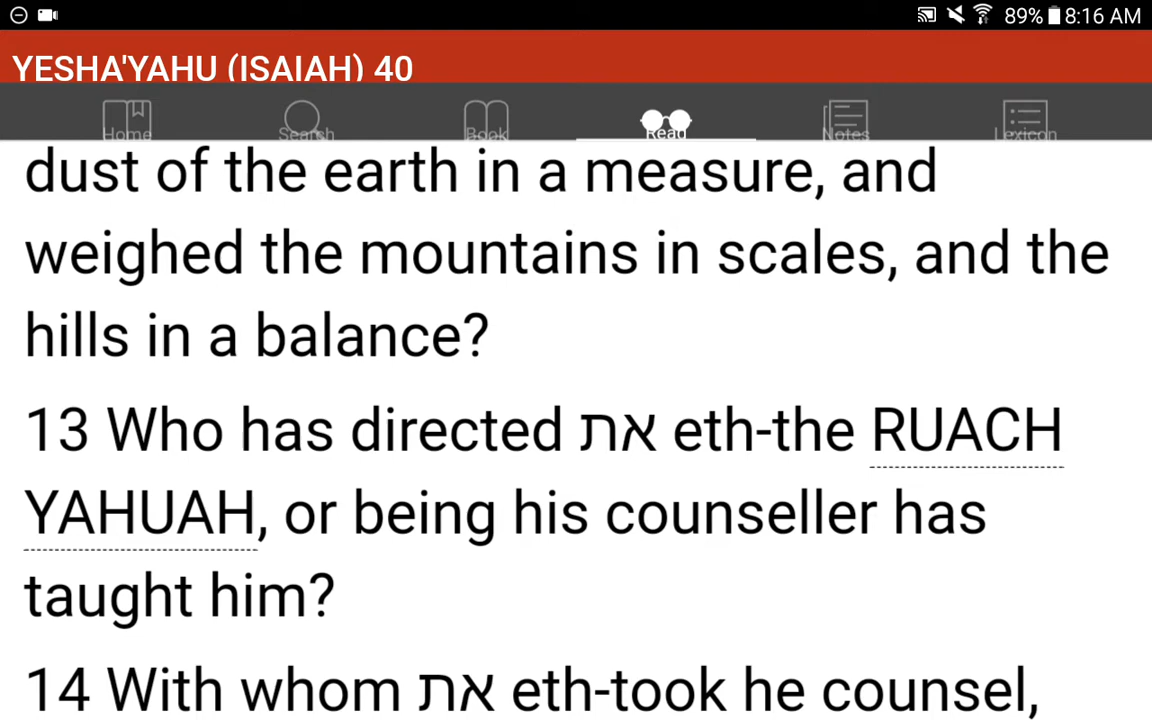 89% 8:16 AM
YESHA'YAHU (ISAIAH) 40
Home Search Book Read Notes Lexicon
dust of the earth in a measure, and
weighed the mountains in scales, and the
hills in a balance?
13 Who has directed את eth-the RUACH
YAHUAH, or being his counseller has
taught him?
14 With whom את eth-took he counsel,